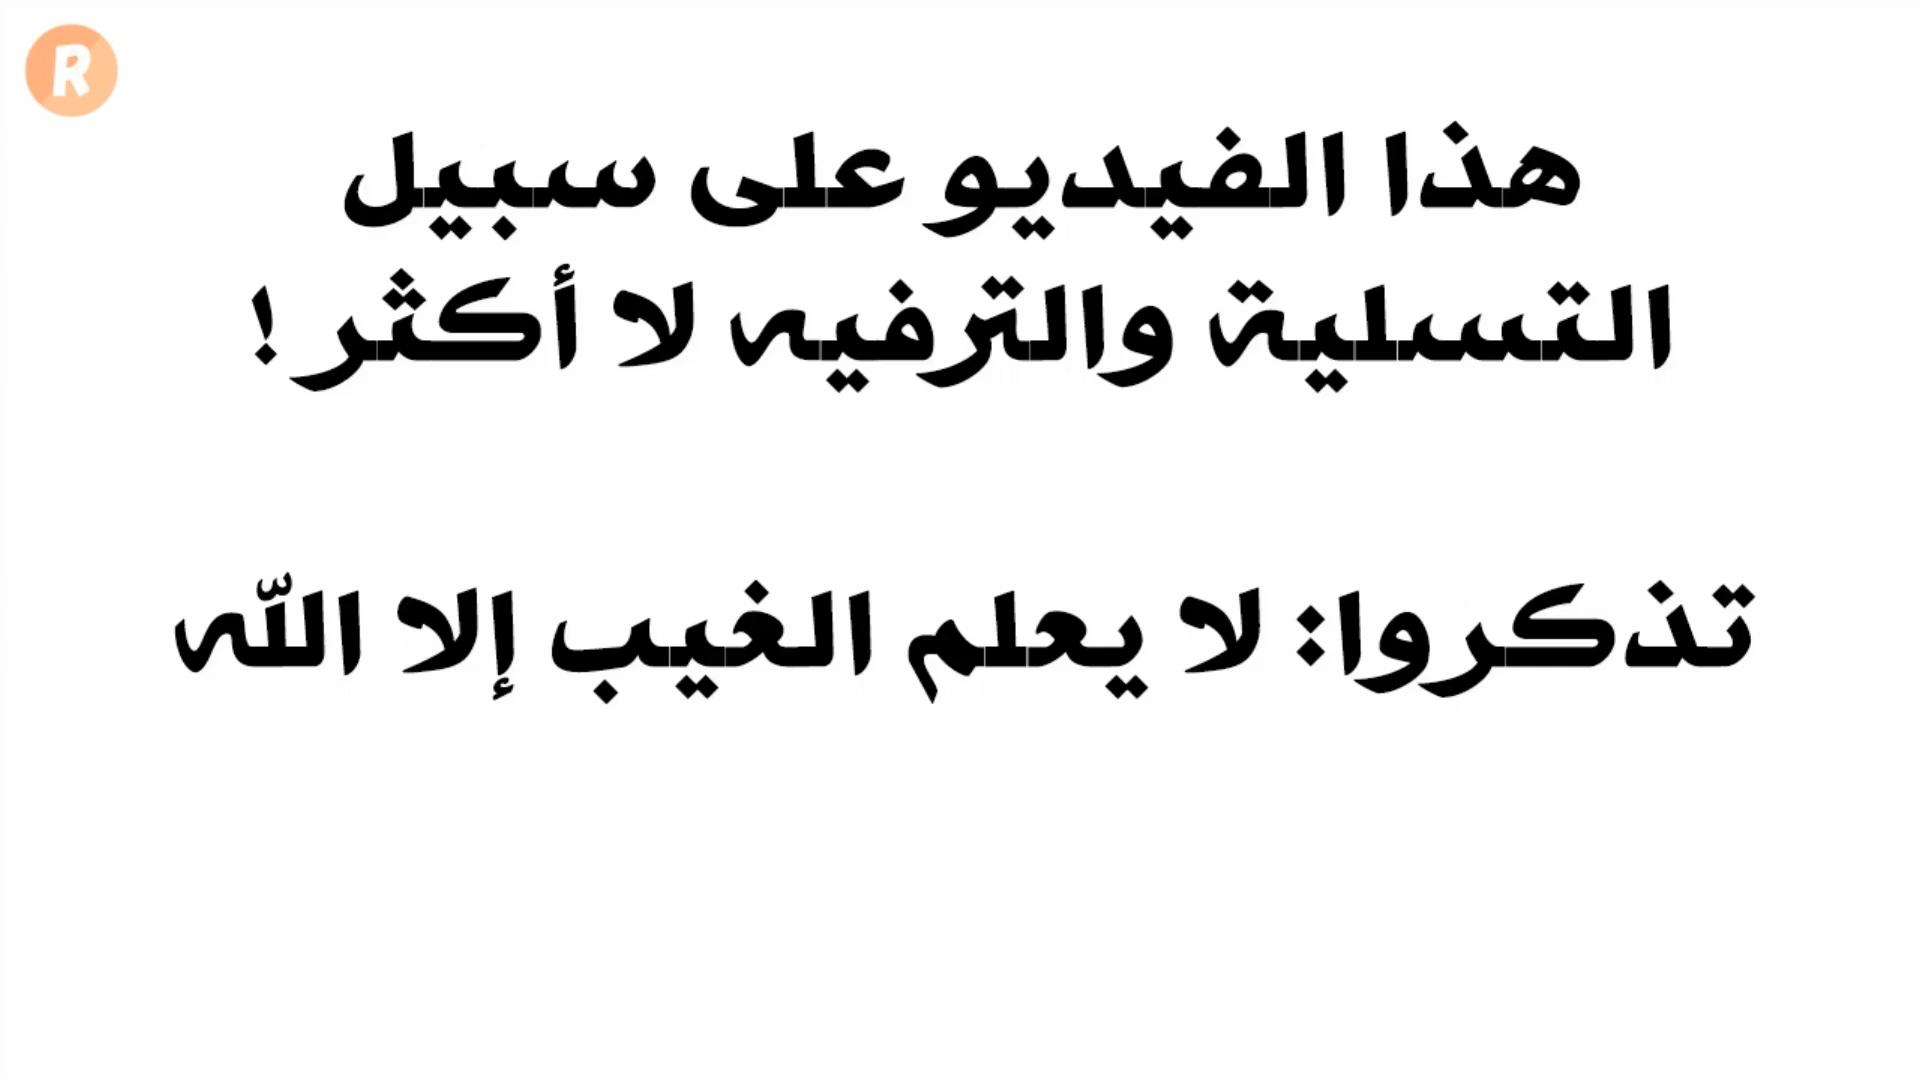 R
هذا الفيديو على سبيل
التسلية والترفيه لا أكثر !
تذكروا: لا يعلم الغيب إلا الله